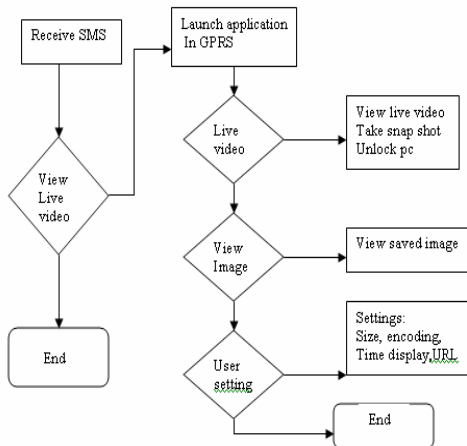 Receive SMS
View
Live
video
End
Launch application
In GPRS
Live
video
View live video
Take snap shot
Unlock pc
View
Image
View saved image
User
setting
Settings:
Size, encoding,
Time display,URL
End